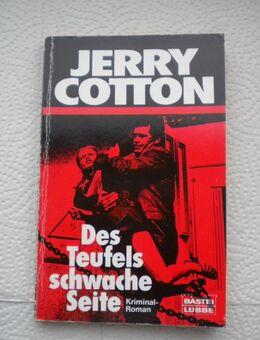 JERRY
COTTON
Des
Teufels
schwache
Seite
Kriminal-
Roman
BASTEI
LÜBBE